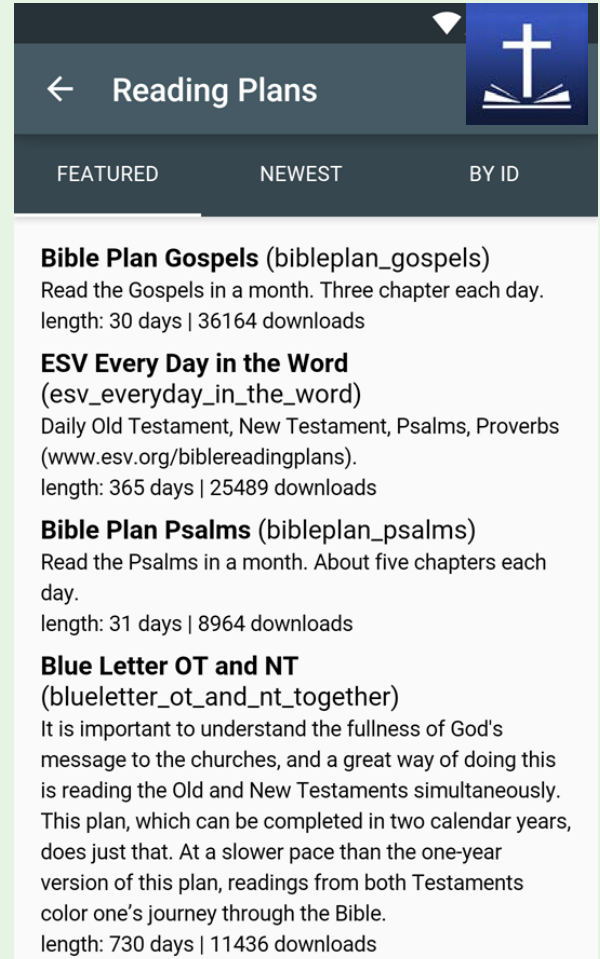 Reading Plans
FEATURED
NEWEST
BY ID
Bible Plan Gospels (bibleplan_gospels)
Read the Gospels in a month. Three chapter each day.
length: 30 days | 36164 downloads
ESV Every Day in the Word
(esv_everyday_in_the_word)
Daily Old Testament, New Testament, Psalms, Proverbs
(www.esv.org/biblereadingplans).
length: 365 days | 25489 downloads
Bible Plan Psalms (bibleplan_psalms)
Read the Psalms in a month. About five chapters each
day.
length: 31 days | 8964 downloads
Blue Letter OT and NT
(blueletter_ot_and_nt_together)
It is important to understand the fullness of God's
message to the churches, and a great way of doing this
is reading the Old and New Testaments simultaneously.
This plan, which can be completed in two calendar years,
does just that. At a slower pace than the one-year
version of this plan, readings from both Testaments
color one’s journey through the Bible.
length: 730 days | 11436 downloads